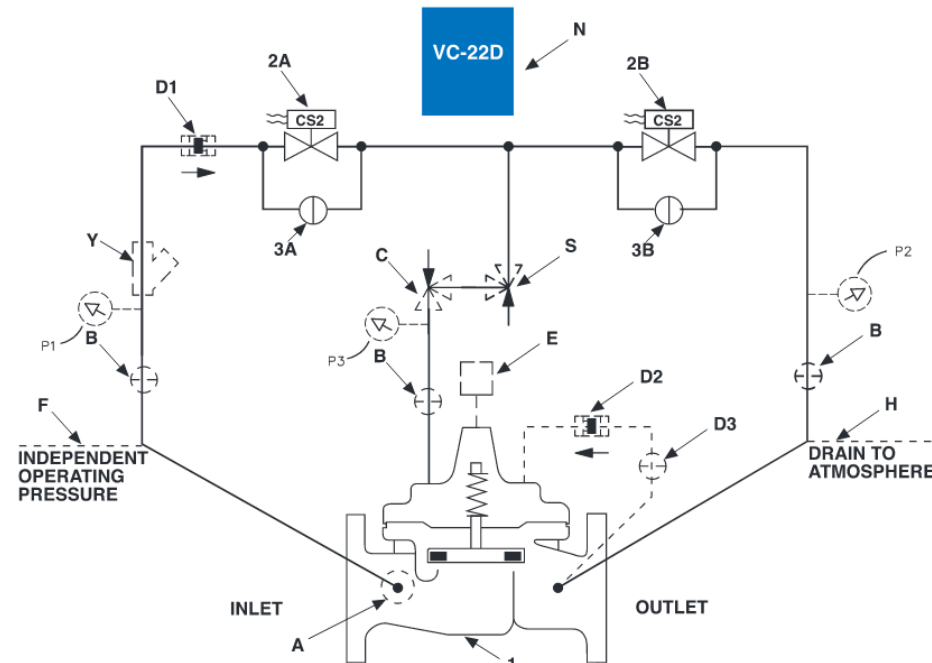 VC-22D
N
2A
2B
D1
CS2
CS2
3A
3B
Y
C
S
P2
P1
B
P3
B
E
B
D2
F
H
D3
INDEPENDENT
OPERATING
PRESSURE
DRAIN TO
ATMOSPHERE
INLET
OUTLET
A
1